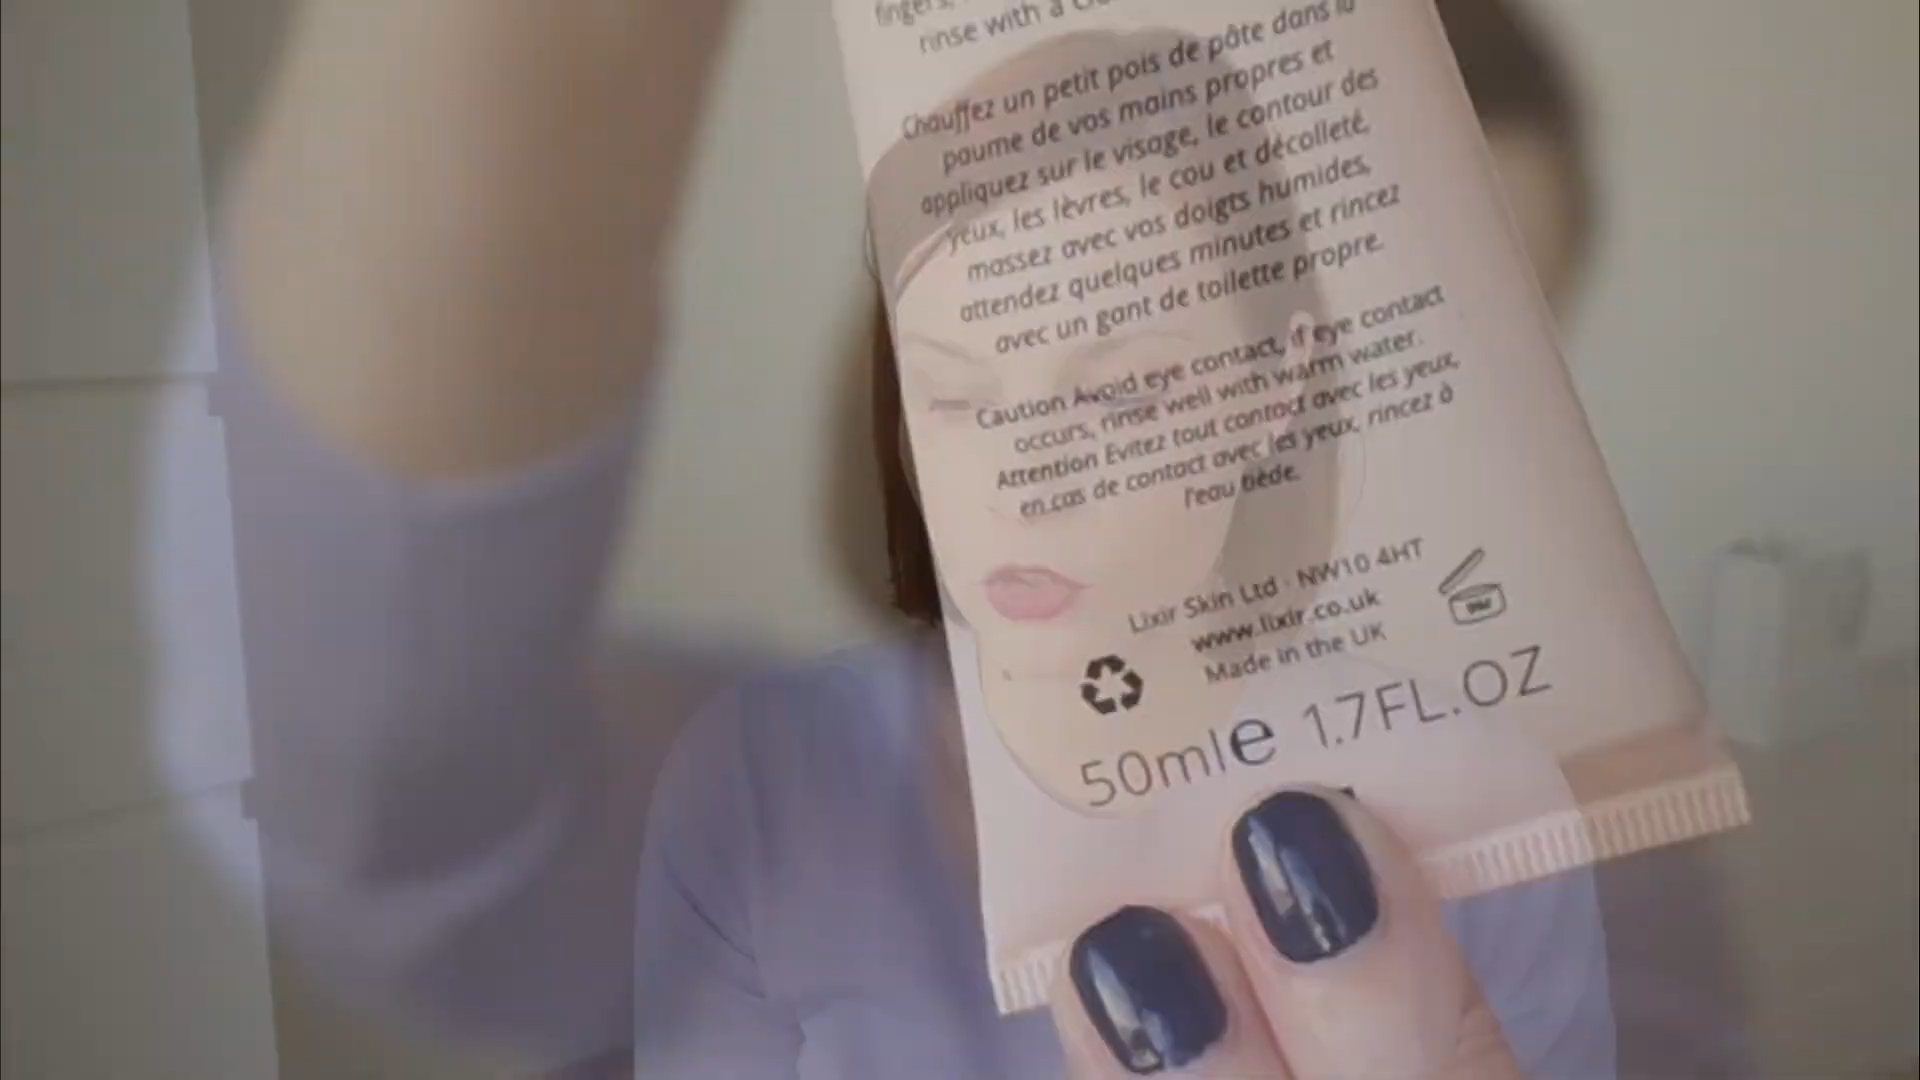 fingers,
rinse with a
Chauffez un petit pois de pâte dans la
paume de vos mains propres et
appliquez sur le visage, le contour des
yeux, les lèvres, le cou et décolleté,
massez avec vos doigts humides,
attendez quelques minutes et rincez
avec un gant de toilette propre.
Caution Avoid eye contact, if eye contact
occurs, rinse well with warm water.
Attention Evitez tout contact avec les yeux,
en cas de contact avec les yeux, rincez à
l'eau tiède.
Lixir Skin Ltd · NW10 4HT
www.lixir.co.uk
Made in the UK
50ml e 1.7FL.OZ